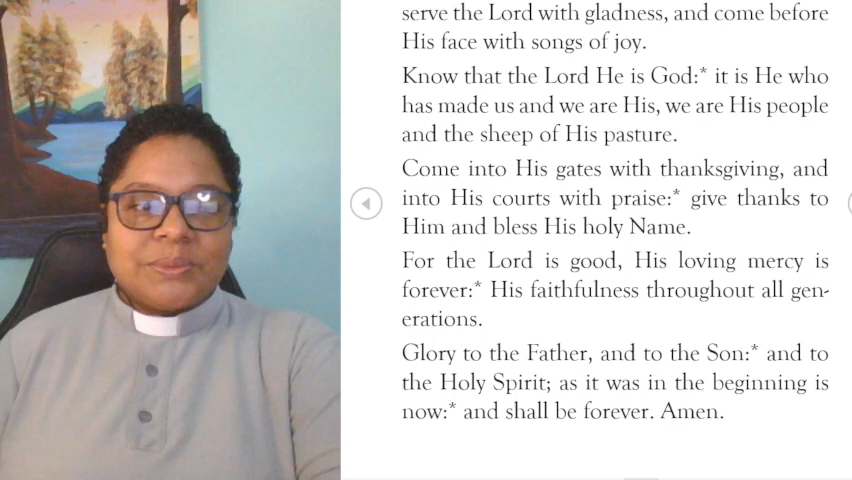 serve the Lord with gladness, and come before
His face with songs of joy.
Know that the Lord He is God:* it is He who
has made us and we are His, we are His people
and the sheep of His pasture.
Come into His gates with thanksgiving, and
into His courts with praise:* give thanks to
Him and bless His holy Name.
For the Lord is good, His loving mercy is
forever:* His faithfulness throughout all gen-
erations.
Glory to the Father, and to the Son:* and to
the Holy Spirit; as it was in the beginning is
now:* and shall be forever. Amen.